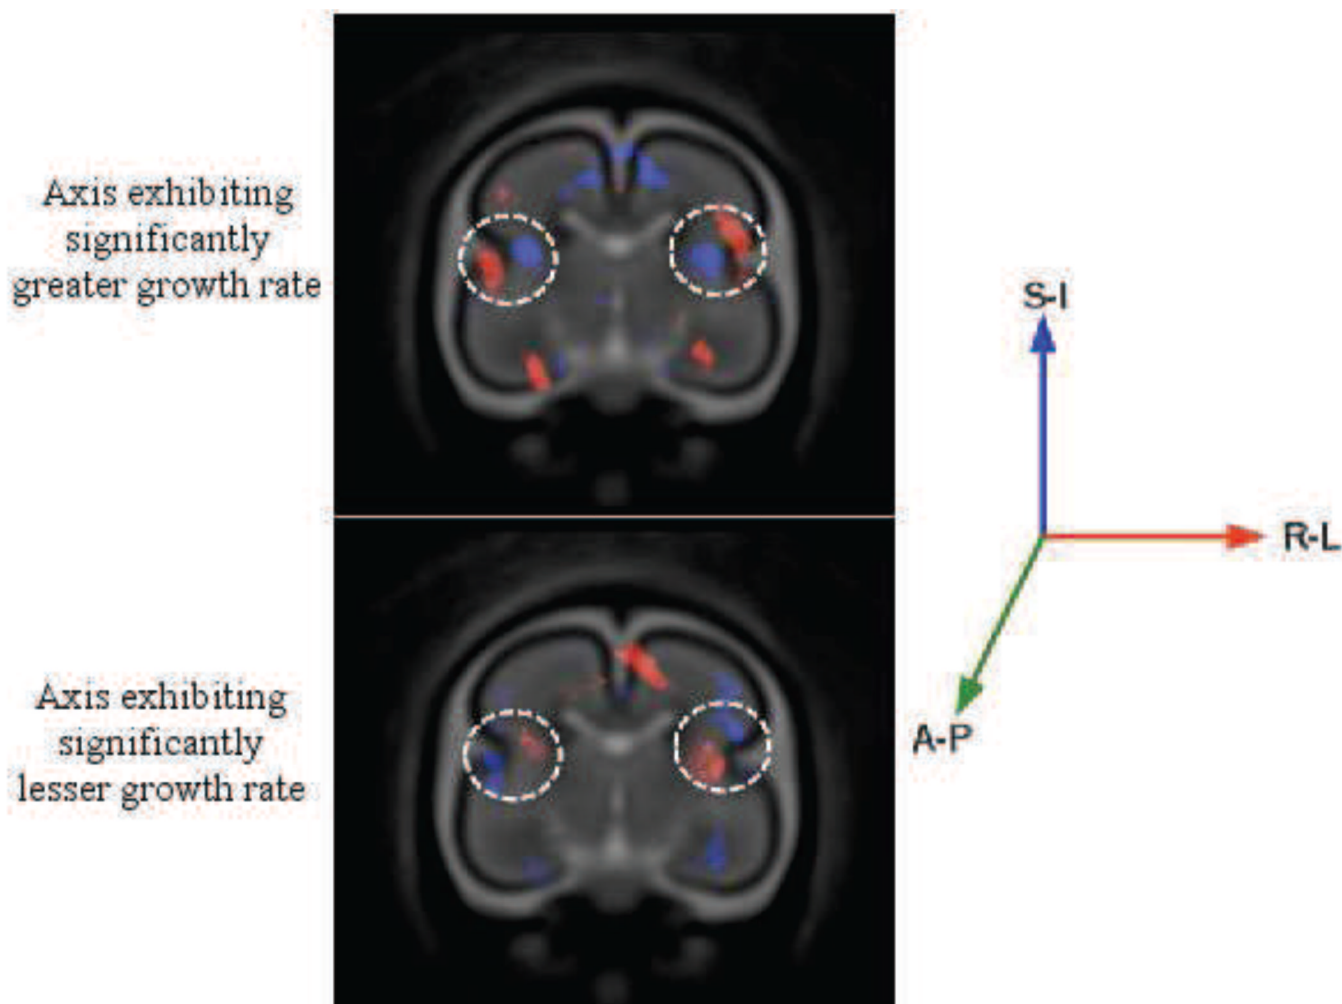 Axis exhibiting
significantly
greater growth rate
S-I
R-L
A-P
Axis exhibiting
significantly
lesser growth rate